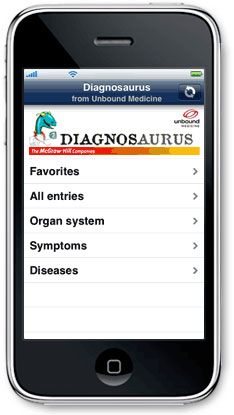 Diagnosaurus
from Unbound Medicine
DIAGNOSAURUS
unbound
MEDICINE
The McGraw·Hill Companies
Favorites
All entries
Organ system
Symptoms
Diseases